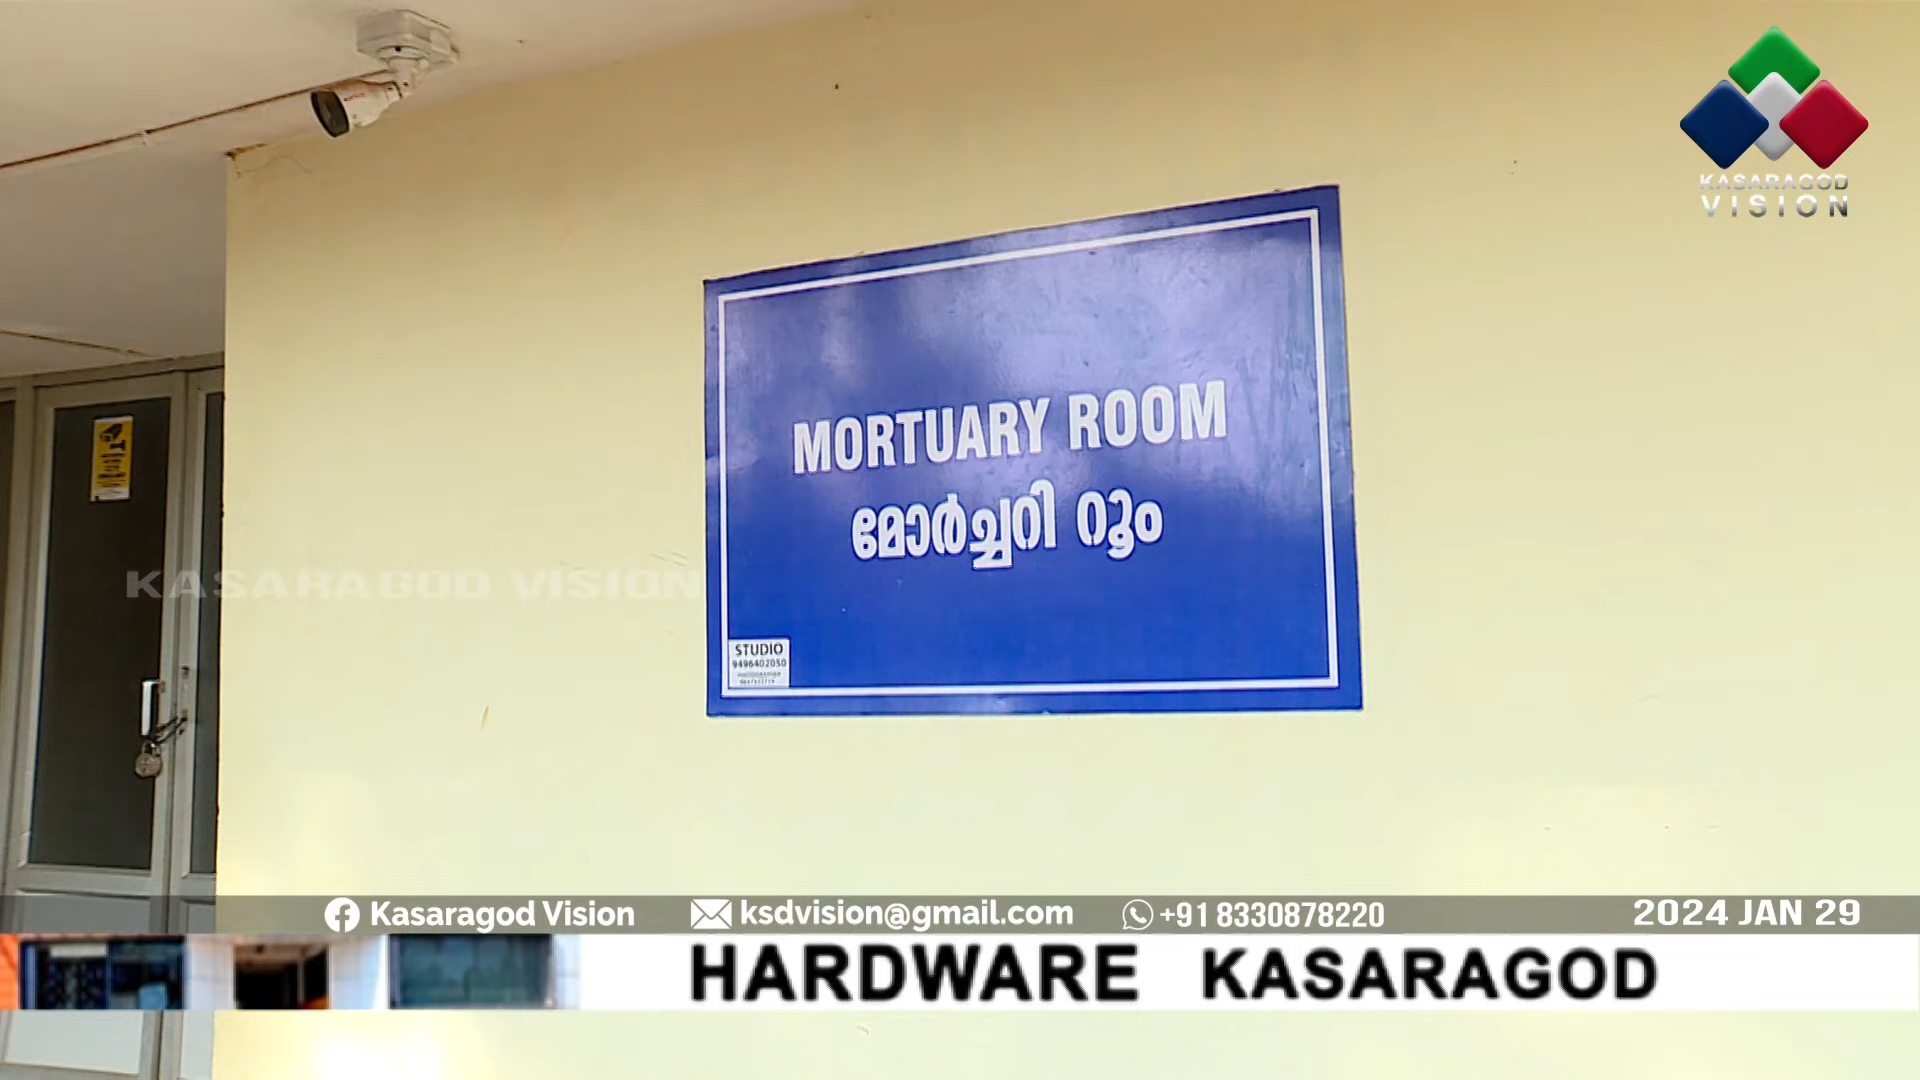 KASARAGOD
VISION
MORTUARY ROOM
മോർച്ചറി റൂം
KASARAGOD VISION
STUDIO
9496402050
Kasaragod Vision
ksdvision@gmail.com
+91 8330878220
2024 JAN 29
HARDWARE KASARAGOD